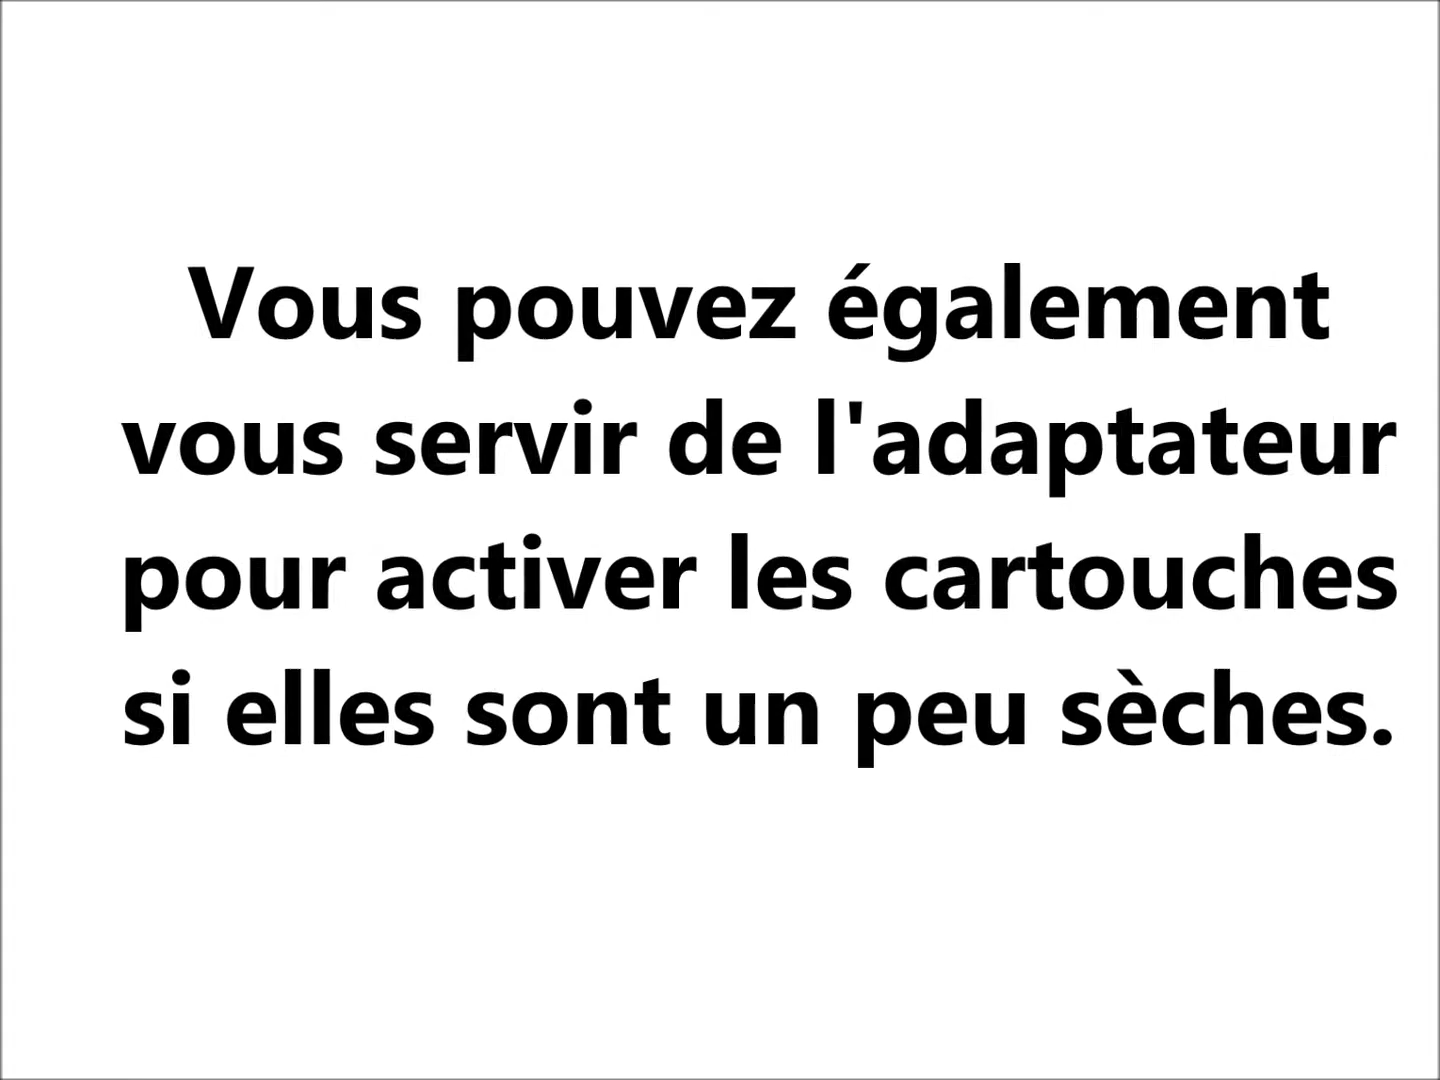 Vous pouvez également
vous servir de l'adaptateur
pour activer les cartouches
si elles sont un peu sèches.